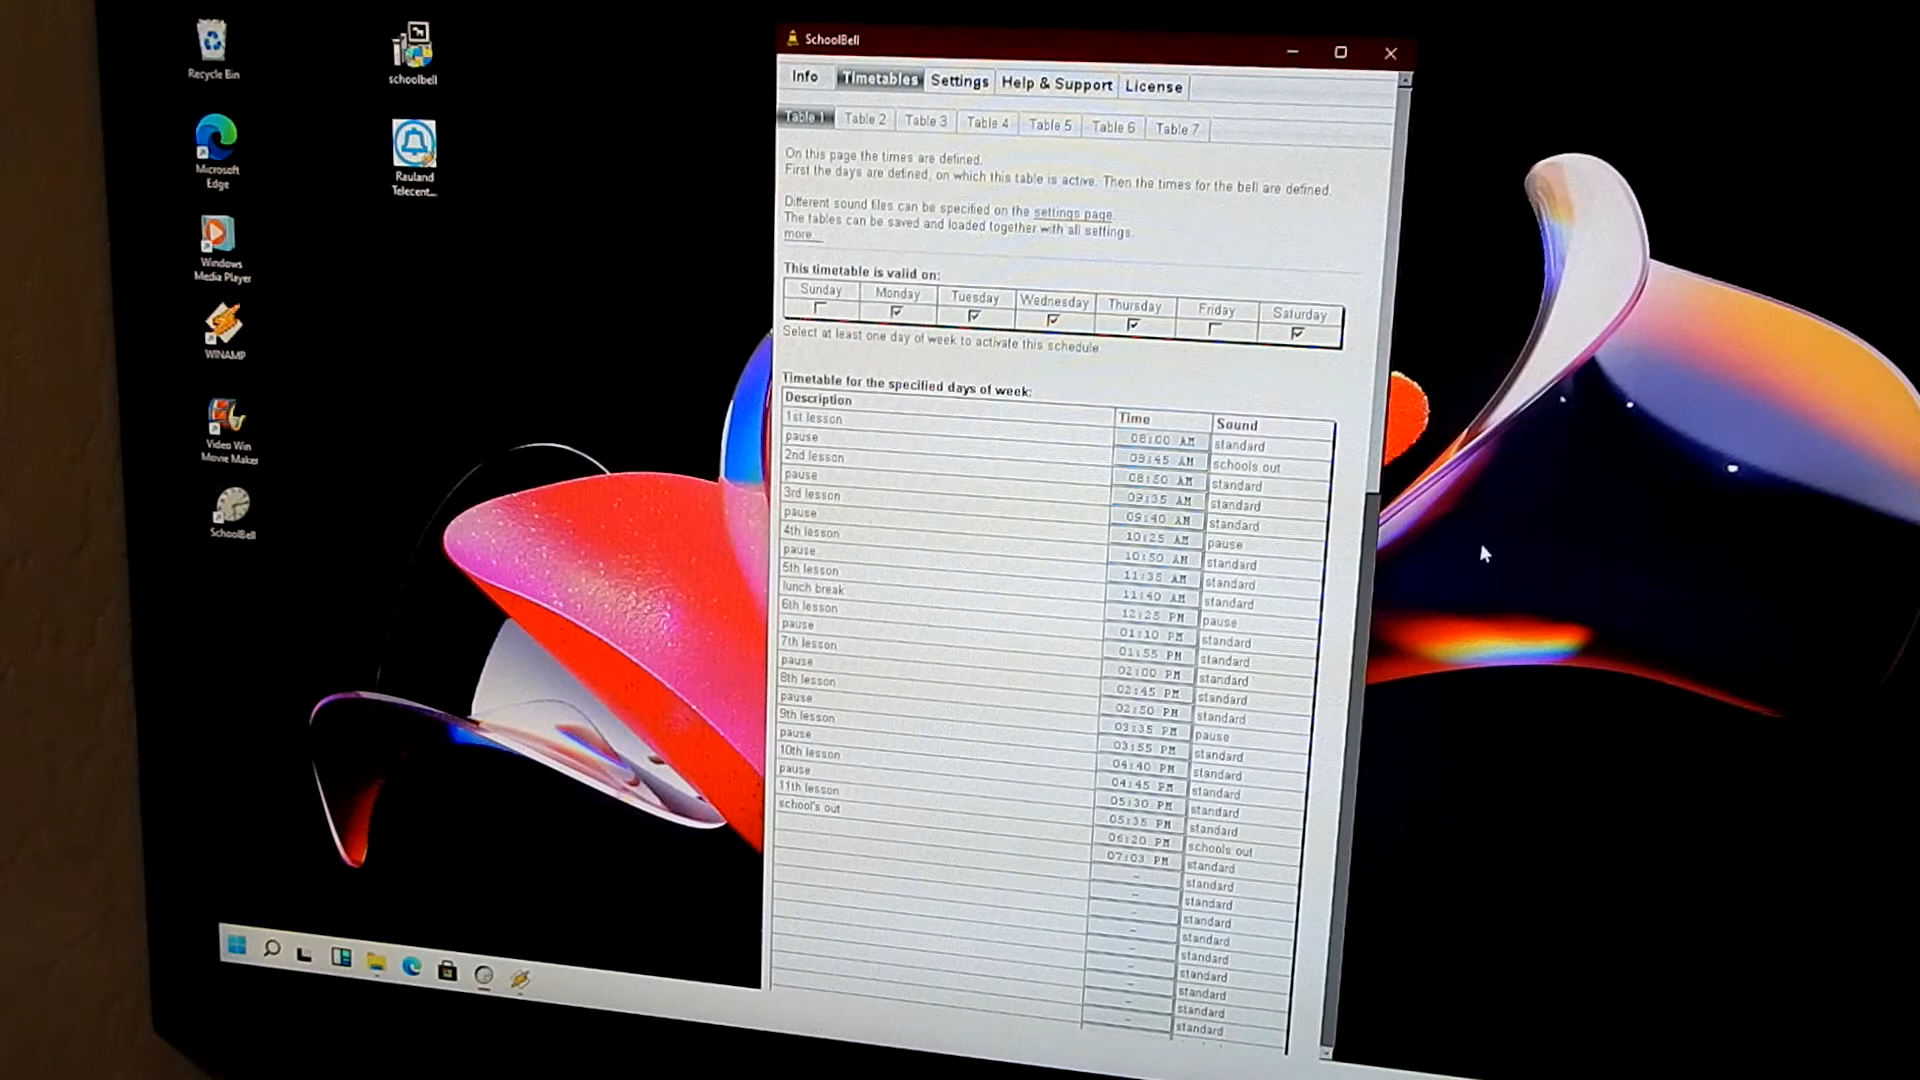 Recycle Bin
schoolbell
Microsoft
Edge
Rauland
Telecent...
Windows
Media Player
WINAMP
Video Win
Movie Maker
SchoolBell
SchoolBell
Info Timetables Settings Help & Support License
Table 1 Table 2 Table 3 Table 4 Table 5 Table 6 Table 7
On this page the times are defined.
First the days are defined, on which this table is active. Then the times for the bell are defined.
Different sound files can be specified on the settings page.
The tables can be saved and loaded together with all settings.
more...
This timetable is valid on:
Sunday Monday Tuesday Wednesday Thursday Friday Saturday
Select at least one day of week to activate this schedule.
Timetable for the specified days of week:
Description Time Sound
1st lesson 08:00 AM standard
pause 09:45 AM schools out
2nd lesson 08:50 AM standard
pause 09:35 AM standard
3rd lesson 09:40 AM standard
pause 10:25 AM pause
4th lesson 10:50 AM standard
pause 11:35 AM standard
5th lesson 11:40 AM standard
lunch break 12:25 PM pause
6th lesson 01:10 PM standard
pause 01:55 PM standard
7th lesson 02:00 PM standard
pause 02:45 PM standard
8th lesson 02:50 PM standard
pause 03:35 PM pause
9th lesson 03:55 PM standard
pause 04:40 PM standard
10th lesson 04:45 PM standard
pause 05:30 PM standard
11th lesson 05:35 PM standard
school's out 06:20 PM schools out
07:03 PM standard
- standard
- standard
- standard
- standard
- standard
- standard
- standard
- standard
- standard